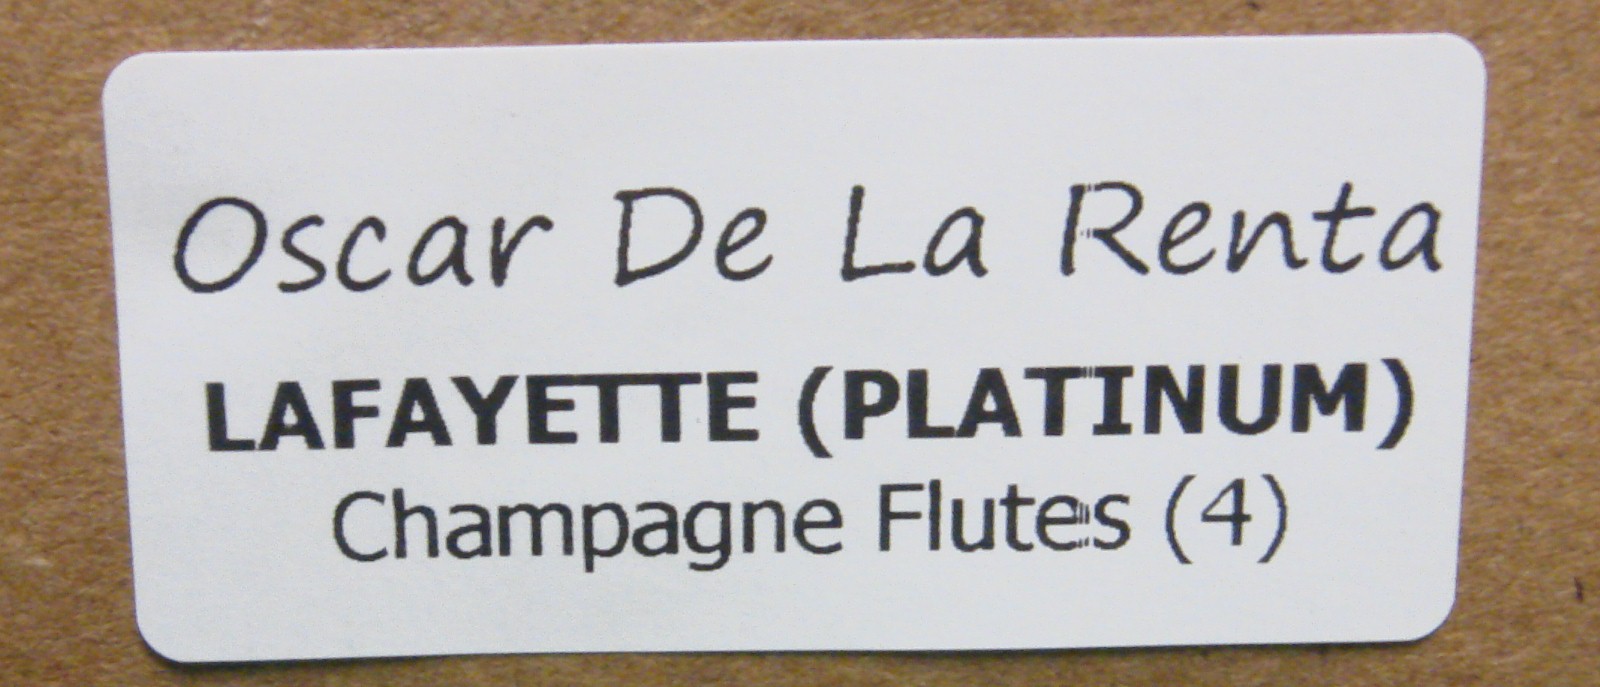 Oscar De La Renta
LAFAYETTE (PLATINUM)
Champagne Flutes (4)